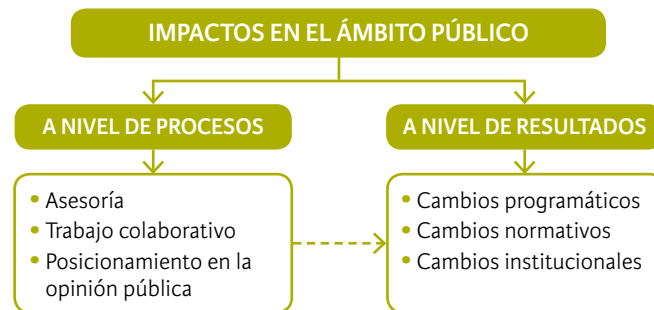 IMPACTOS EN EL ÁMBITO PÚBLICO
A NIVEL DE PROCESOS
• Asesoría
• Trabajo colaborativo
• Posicionamiento en la
opinión pública
A NIVEL DE RESULTADOS
• Cambios programáticos
• Cambios normativos
• Cambios institucionales